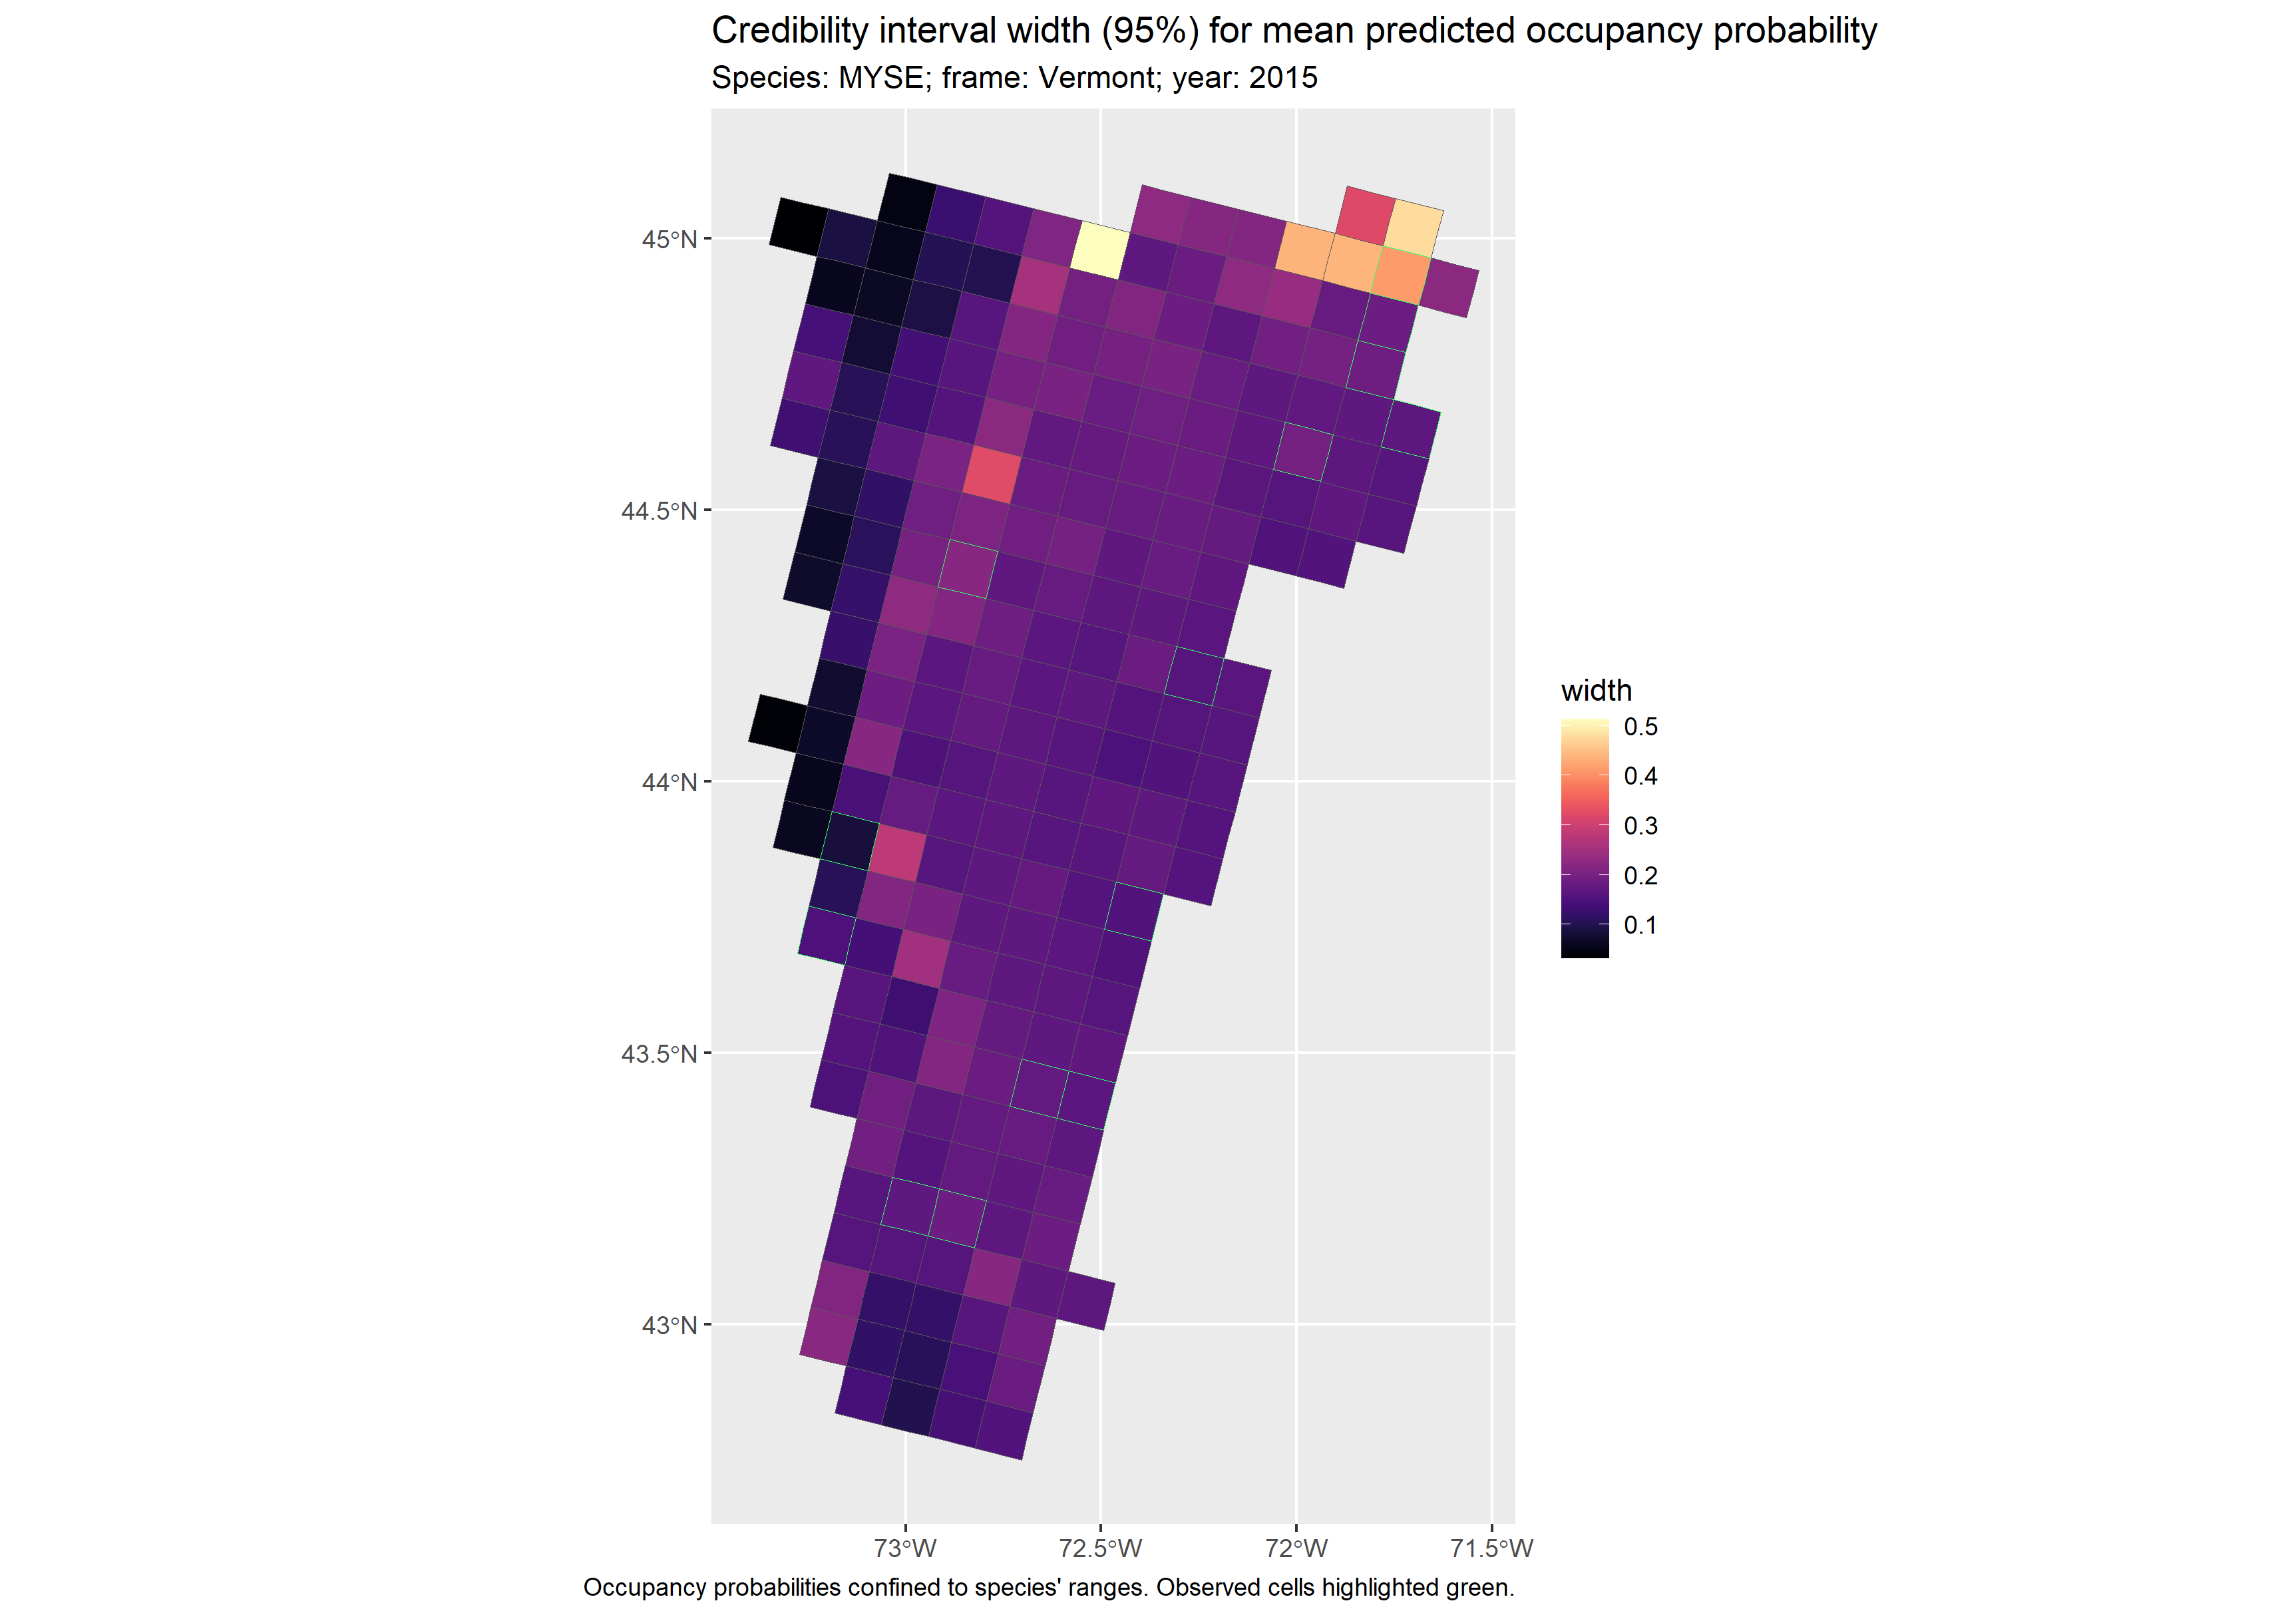 Credibility interval width (95%) for mean predicted occupancy probability
Species: MYSE; frame: Vermont; year: 2015
45°N
44.5°N
44°N
43.5°N
43°N
73°W
72.5°W
72°W
71.5°W
width
0.5
0.4
0.3
0.2
0.1
Occupancy probabilities confined to species' ranges. Observed cells highlighted green.